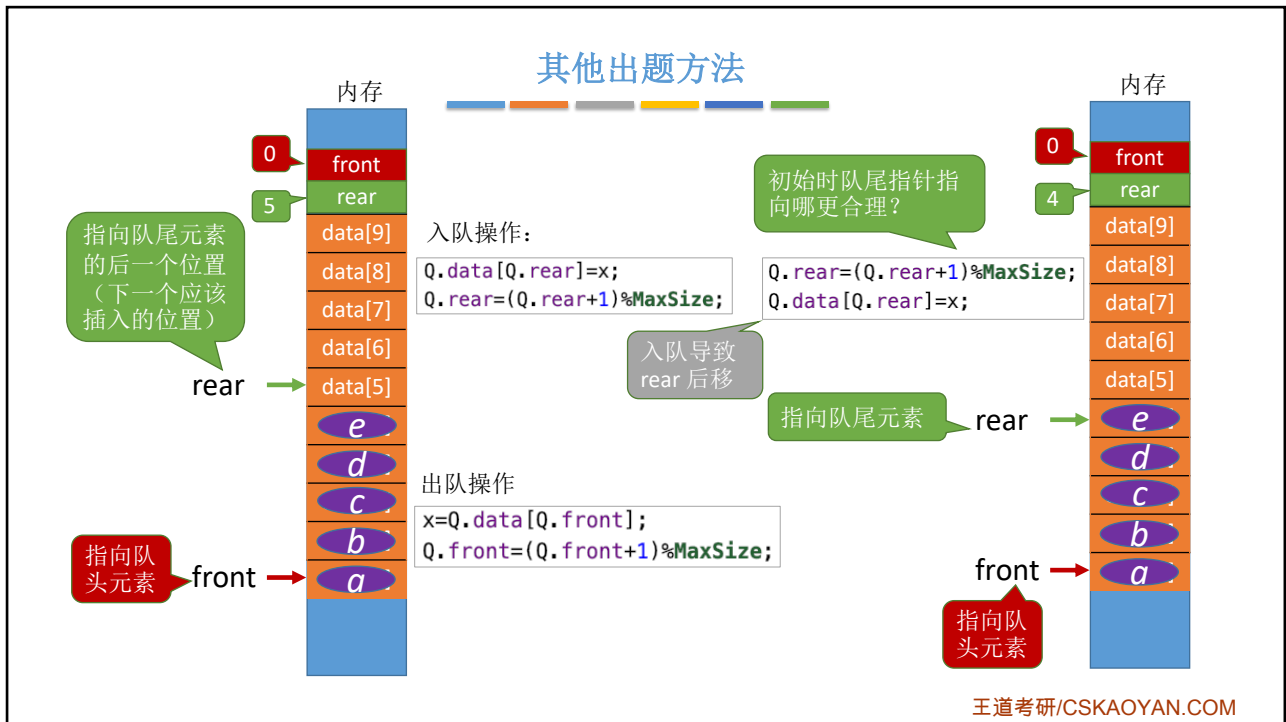 其他出题方法
内存
0
front
5
rear
指向队尾元素
的后一个位置
（下一个应该
插入的位置）
data[9]
data[8]
data[7]
data[6]
rear
data[5]
e
d
c
b
指向队
头元素
front
a
入队操作：
Q.data[Q.rear]=x;
Q.rear=(Q.rear+1)%MaxSize;
入队导致
rear 后移
出队操作
x=Q.data[Q.front];
Q.front=(Q.front+1)%MaxSize;
初始时队尾指针指
向哪更合理？
Q.rear=(Q.rear+1)%MaxSize;
Q.data[Q.rear]=x;
内存
0
front
4
rear
data[9]
data[8]
data[7]
data[6]
data[5]
指向队尾元素
rear
e
d
c
b
front
a
指向队
头元素
王道考研/CSKAOYAN.COM